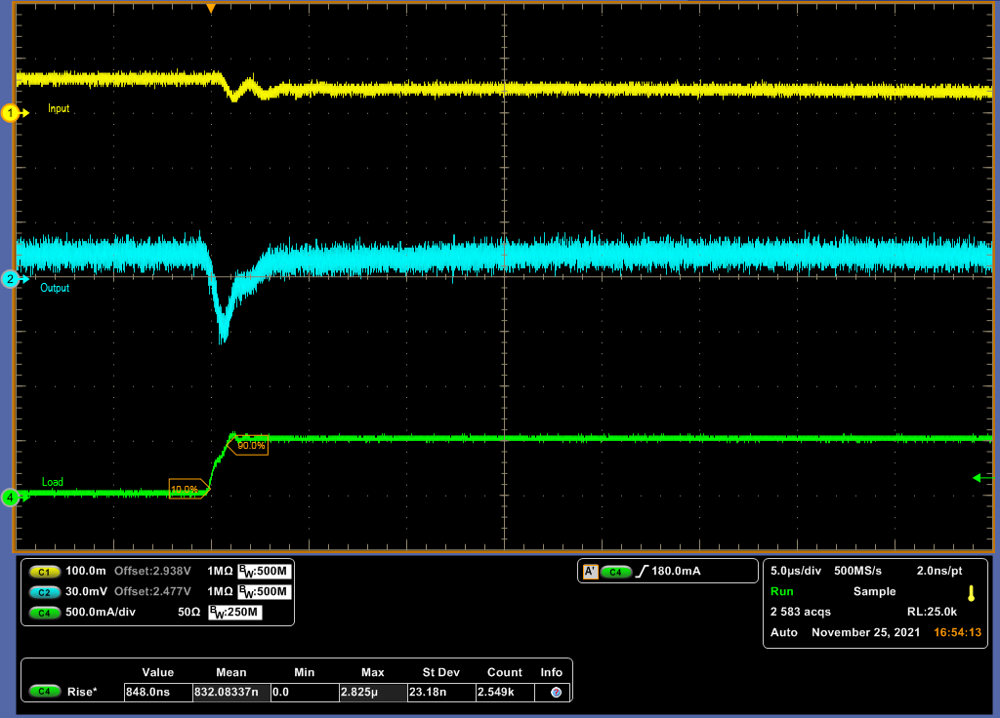 1
Input
2
Output
90.0%
10.0%
Load
4
C1 100.0m Offset:2.938V 1MΩ BW:500M
C2 30.0mV Offset:2.477V 1MΩ BW:500M
C4 500.0mA/div 50Ω BW:250M
A' C4 180.0mA
5.0µs/div 500MS/s 2.0ns/pt
Run Sample
2 583 acqs RL:25.0k
Auto November 25, 2021 16:54:13
Value Mean Min Max St Dev Count Info
C4 Rise* 848.0ns 832.08337n 0.0 2.825µ 23.18n 2.549k